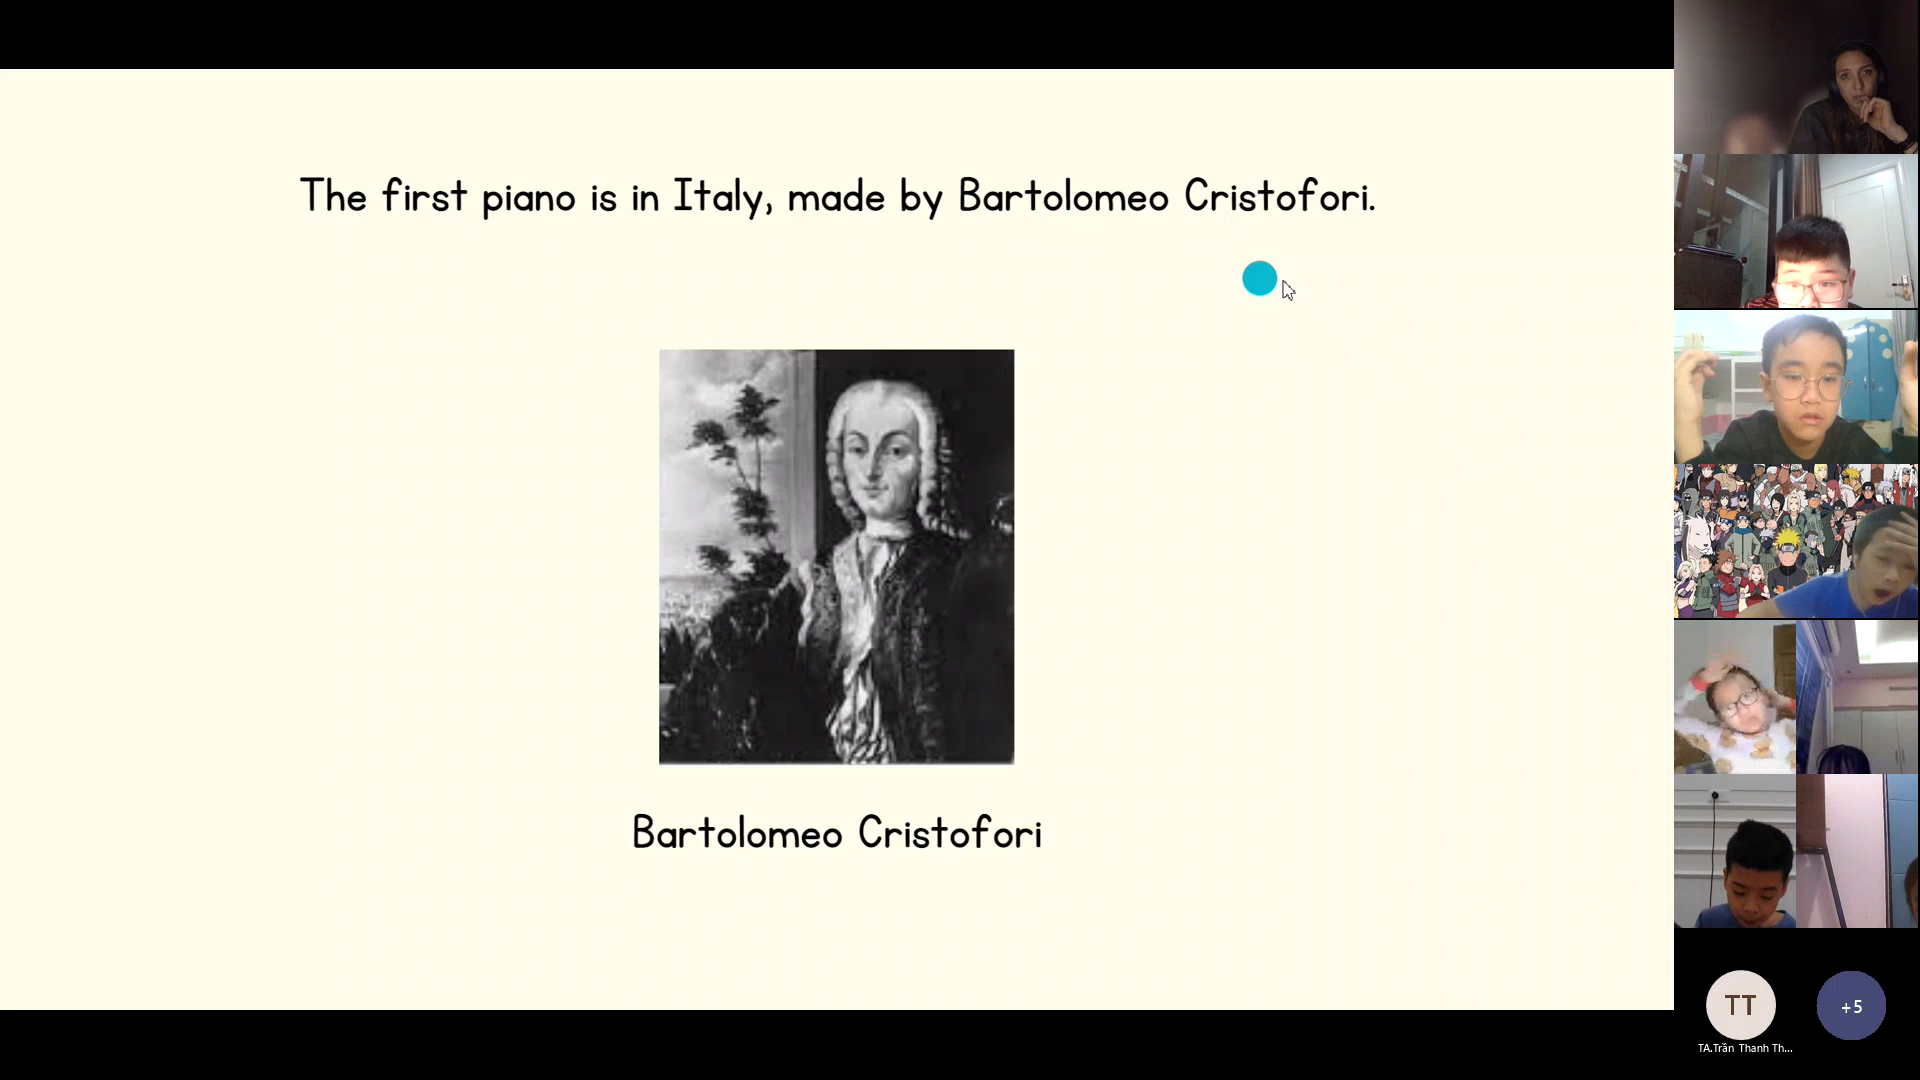 The first piano is in Italy, made by Bartolomeo Cristofori.
Bartolomeo Cristofori
TT
+5
TA.Trần Thanh Th...